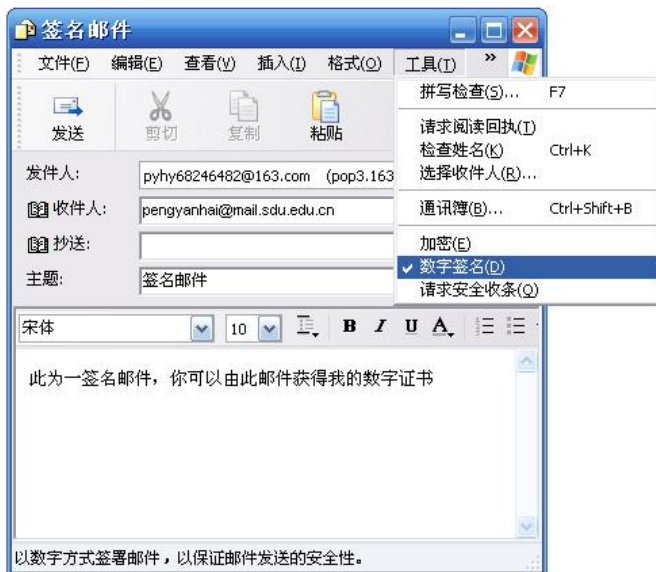 签名邮件
文件(F) 编辑(E) 查看(V) 插入(I) 格式(O) 工具(T) »
发送 剪切 复制 粘贴
发件人: pyhy68246482@163.com (pop3.163
收件人: pengyanhai@mail.sdu.edu.cn
抄送:
主题: 签名邮件
拼写检查(S)... F7
请求阅读回执(I)
检查姓名(K) Ctrl+K
选择收件人(R)...
通讯簿(B)... Ctrl+Shift+B
加密(E)
数字签名(D)
请求安全收条(Q)
宋体 10 B I U A
此为一签名邮件，你可以由此邮件获得我的数字证书
以数字方式签署邮件，以保证邮件发送的安全性。